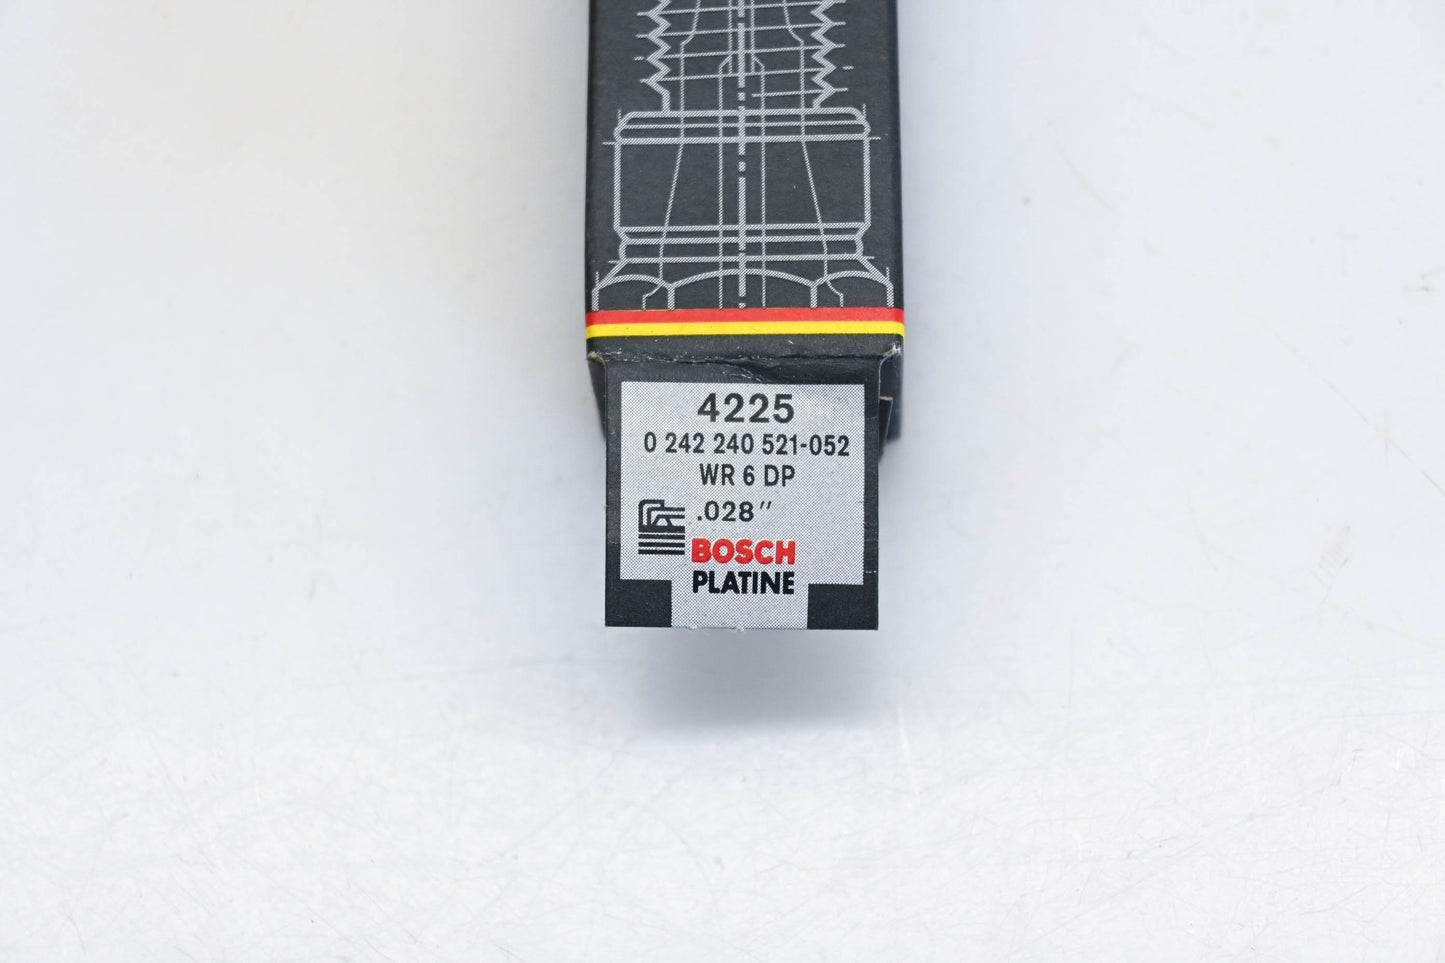 4225
0 242 240 521-052
WR 6 DP
.028"
BOSCH
PLATINE